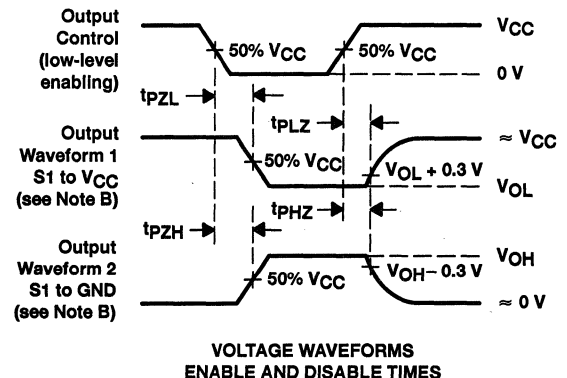 Output
Control
(low-level
enabling)
50% VCC
50% VCC
VCC
0 V
tPZL
tPLZ
Output
Waveform 1
S1 to VCC
(see Note B)
50% VCC
VOL + 0.3 V
≈ VCC
VOL
tPZH
tPHZ
Output
Waveform 2
S1 to GND
(see Note B)
50% VCC
VOH − 0.3 V
VOH
≈ 0 V
VOLTAGE WAVEFORMS
ENABLE AND DISABLE TIMES